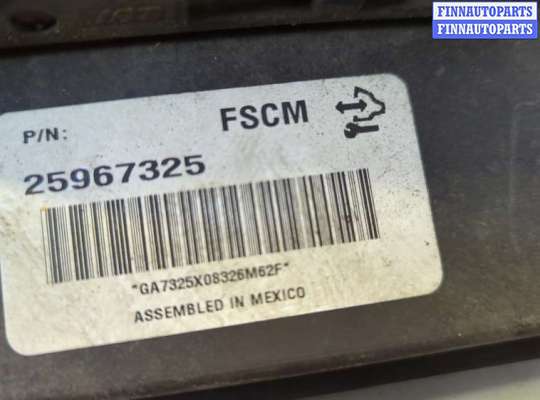 FINNAUTOPARTS
FINNAUTOPARTS
P/N:
FSCM
25967325
"GA7325X08326M62F"
ASSEMBLED IN MEXICO